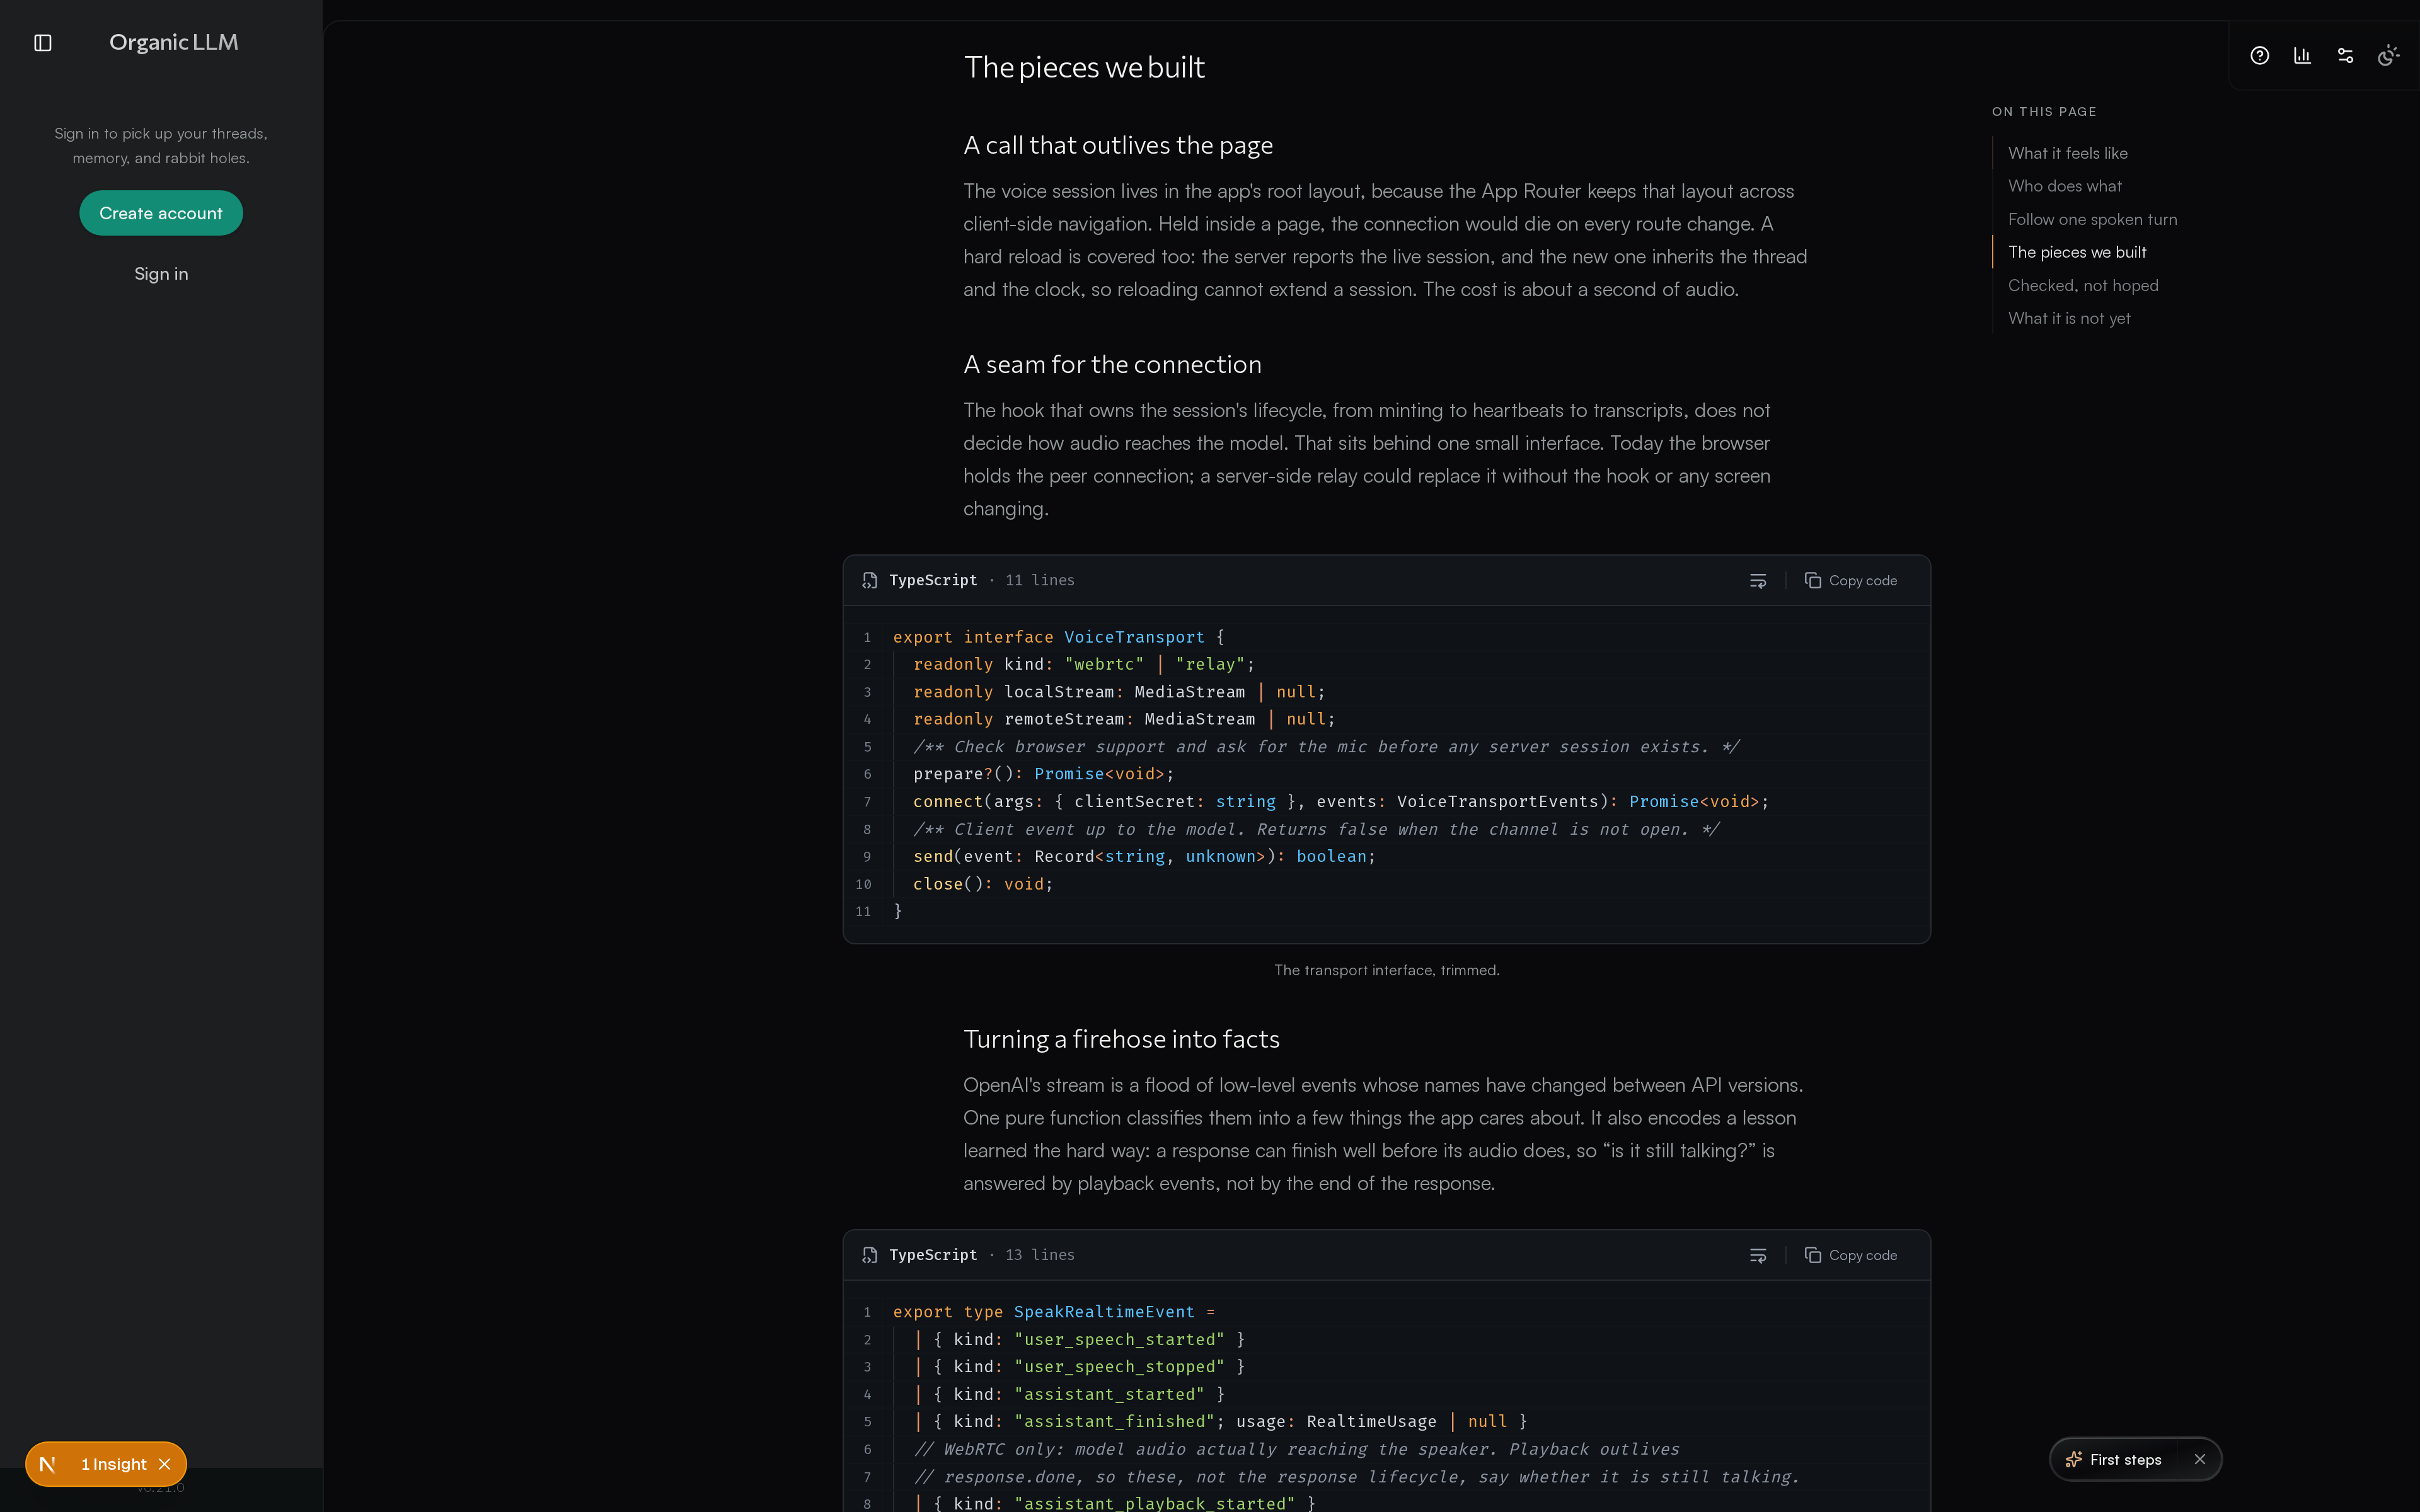 Organic LLM
Sign in to pick up your threads,
memory, and rabbit holes.
Create account
Sign in
The pieces we built
A call that outlives the page
The voice session lives in the app's root layout, because the App Router keeps that layout across
client-side navigation. Held inside a page, the connection would die on every route change. A
hard reload is covered too: the server reports the live session, and the new one inherits the thread
and the clock, so reloading cannot extend a session. The cost is about a second of audio.
A seam for the connection
The hook that owns the session's lifecycle, from minting to heartbeats to transcripts, does not
decide how audio reaches the model. That sits behind one small interface. Today the browser
holds the peer connection; a server-side relay could replace it without the hook or any screen
changing.
TypeScript · 11 lines
Copy code
1 export interface VoiceTransport {
2 readonly kind: "webrtc" | "relay";
3 readonly localStream: MediaStream | null;
4 readonly remoteStream: MediaStream | null;
5 /** Check browser support and ask for the mic before any server session exists. */
6 prepare?(): Promise<void>;
7 connect(args: { clientSecret: string }, events: VoiceTransportEvents): Promise<void>;
8 /** Client event up to the model. Returns false when the channel is not open. */
9 send(event: Record<string, unknown>): boolean;
10 close(): void;
11 }
The transport interface, trimmed.
Turning a firehose into facts
OpenAI's stream is a flood of low-level events whose names have changed between API versions.
One pure function classifies them into a few things the app cares about. It also encodes a lesson
learned the hard way: a response can finish well before its audio does, so “is it still talking?” is
answered by playback events, not by the end of the response.
TypeScript · 13 lines
Copy code
1 export type SpeakRealtimeEvent =
2 | { kind: "user_speech_started" }
3 | { kind: "user_speech_stopped" }
4 | { kind: "assistant_started" }
5 | { kind: "assistant_finished"; usage: RealtimeUsage | null }
6 // WebRTC only: model audio actually reaching the speaker. Playback outlives
7 // response.done, so these, not the response lifecycle, say whether it is still talking.
8 | { kind: "assistant_playback_started" }
ON THIS PAGE
What it feels like
Who does what
Follow one spoken turn
The pieces we built
Checked, not hoped
What it is not yet
1 Insight
First steps